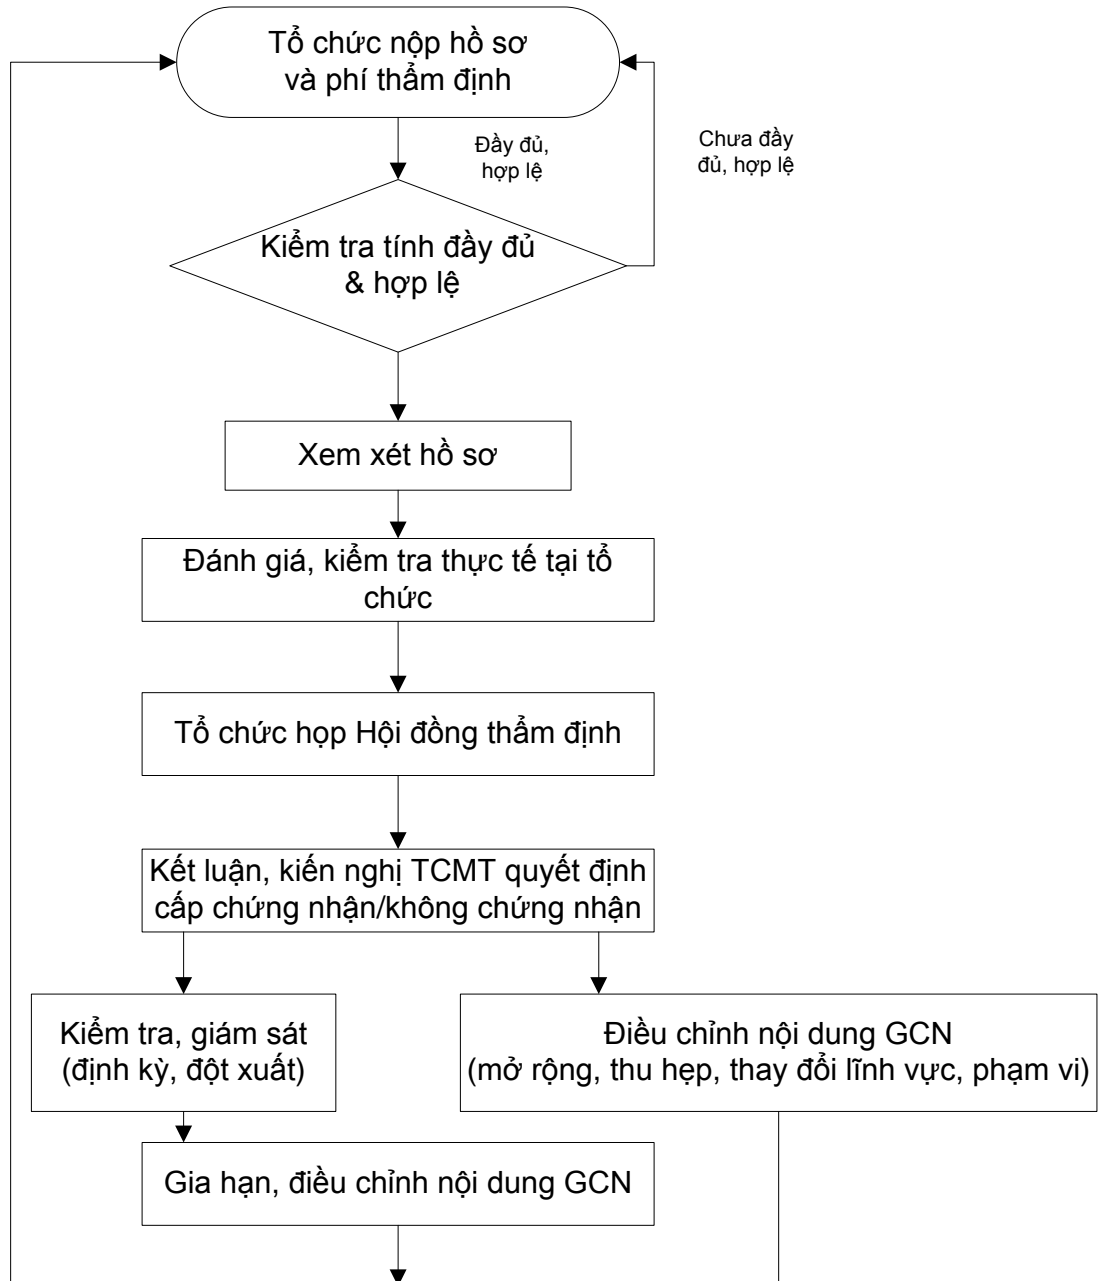 Tổ chức nộp hồ sơ
và phí thẩm định
Đầy đủ,
hợp lệ
Chưa đầy
đủ, hợp lệ
Kiểm tra tính đầy đủ
& hợp lệ
Xem xét hồ sơ
Đánh giá, kiểm tra thực tế tại tổ
chức
Tổ chức họp Hội đồng thẩm định
Kết luận, kiến nghị TCMT quyết định
cấp chứng nhận/không chứng nhận
Kiểm tra, giám sát
(định kỳ, đột xuất)
Điều chỉnh nội dung GCN
(mở rộng, thu hẹp, thay đổi lĩnh vực, phạm vi)
Gia hạn, điều chỉnh nội dung GCN